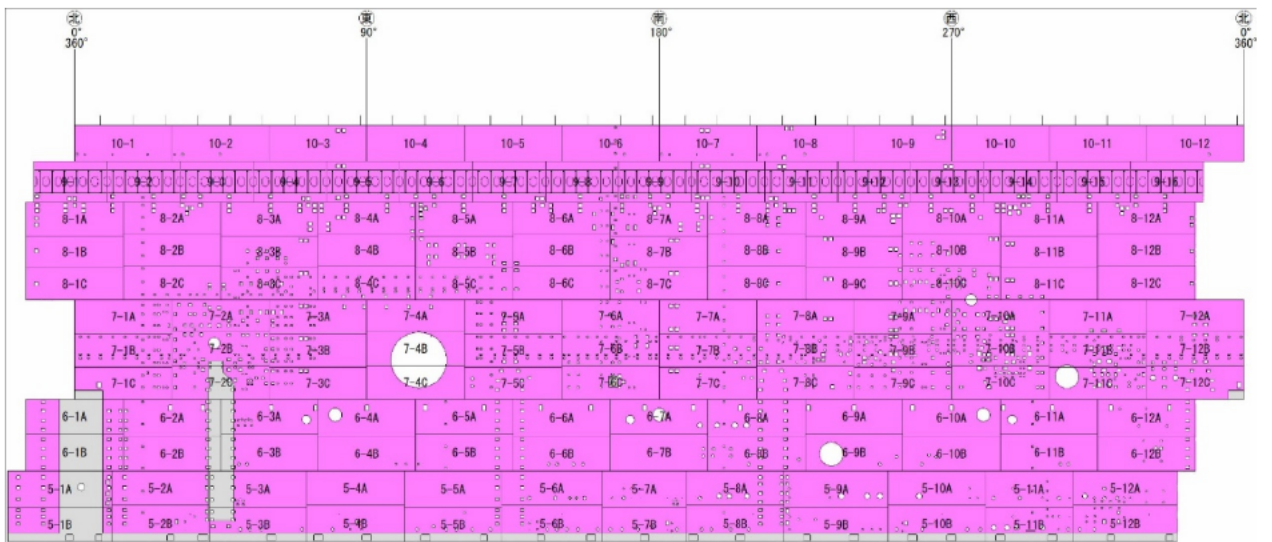 北 東 南 西 北
0° 90° 180° 270° 0°
360° 360°
10-1 10-2 10-3 10-4 10-5 10-6 10-7 10-8 10-9 10-10 10-11 10-12
9-1 9-2 9-3 9-4 9-5 9-6 9-7 9-8 9-9 9-10 9-11 9-12 9-13 9-14 9-15 9-16
8-1A 8-2A 8-3A 8-4A 8-5A 8-6A 8-7A 8-8A 8-9A 8-10A 8-11A 8-12A
8-1B 8-2B 8-3B 8-4B 8-5B 8-6B 8-7B 8-8B 8-9B 8-10B 8-11B 8-12B
8-1C 8-2C 8-3C 8-4C 8-5C 8-6C 8-7C 8-8C 8-9C 8-10C 8-11C 8-12C
7-1A 7-2A 7-3A 7-4A 7-5A 7-6A 7-7A 7-8A 7-9A 7-10A 7-11A 7-12A
7-1B 7-2B 7-3B 7-4B 7-5B 7-6B 7-7B 7-8B 7-9B 7-10B 7-11B 7-12B
7-1C 7-2C 7-3C 7-4C 7-5C 7-6C 7-7C 7-8C 7-9C 7-10C 7-11C 7-12C
6-1A 6-2A 6-3A 6-4A 6-5A 6-6A 6-7A 6-8A 6-9A 6-10A 6-11A 6-12A
6-1B 6-2B 6-3B 6-4B 6-5B 6-6B 6-7B 6-8B 6-9B 6-10B 6-11B 6-12B
5-1A 5-2A 5-3A 5-4A 5-5A 5-6A 5-7A 5-8A 5-9A 5-10A 5-11A 5-12A
5-1B 5-2B 5-3B 5-4B 5-5B 5-6B 5-7B 5-8B 5-9B 5-10B 5-11B 5-12B